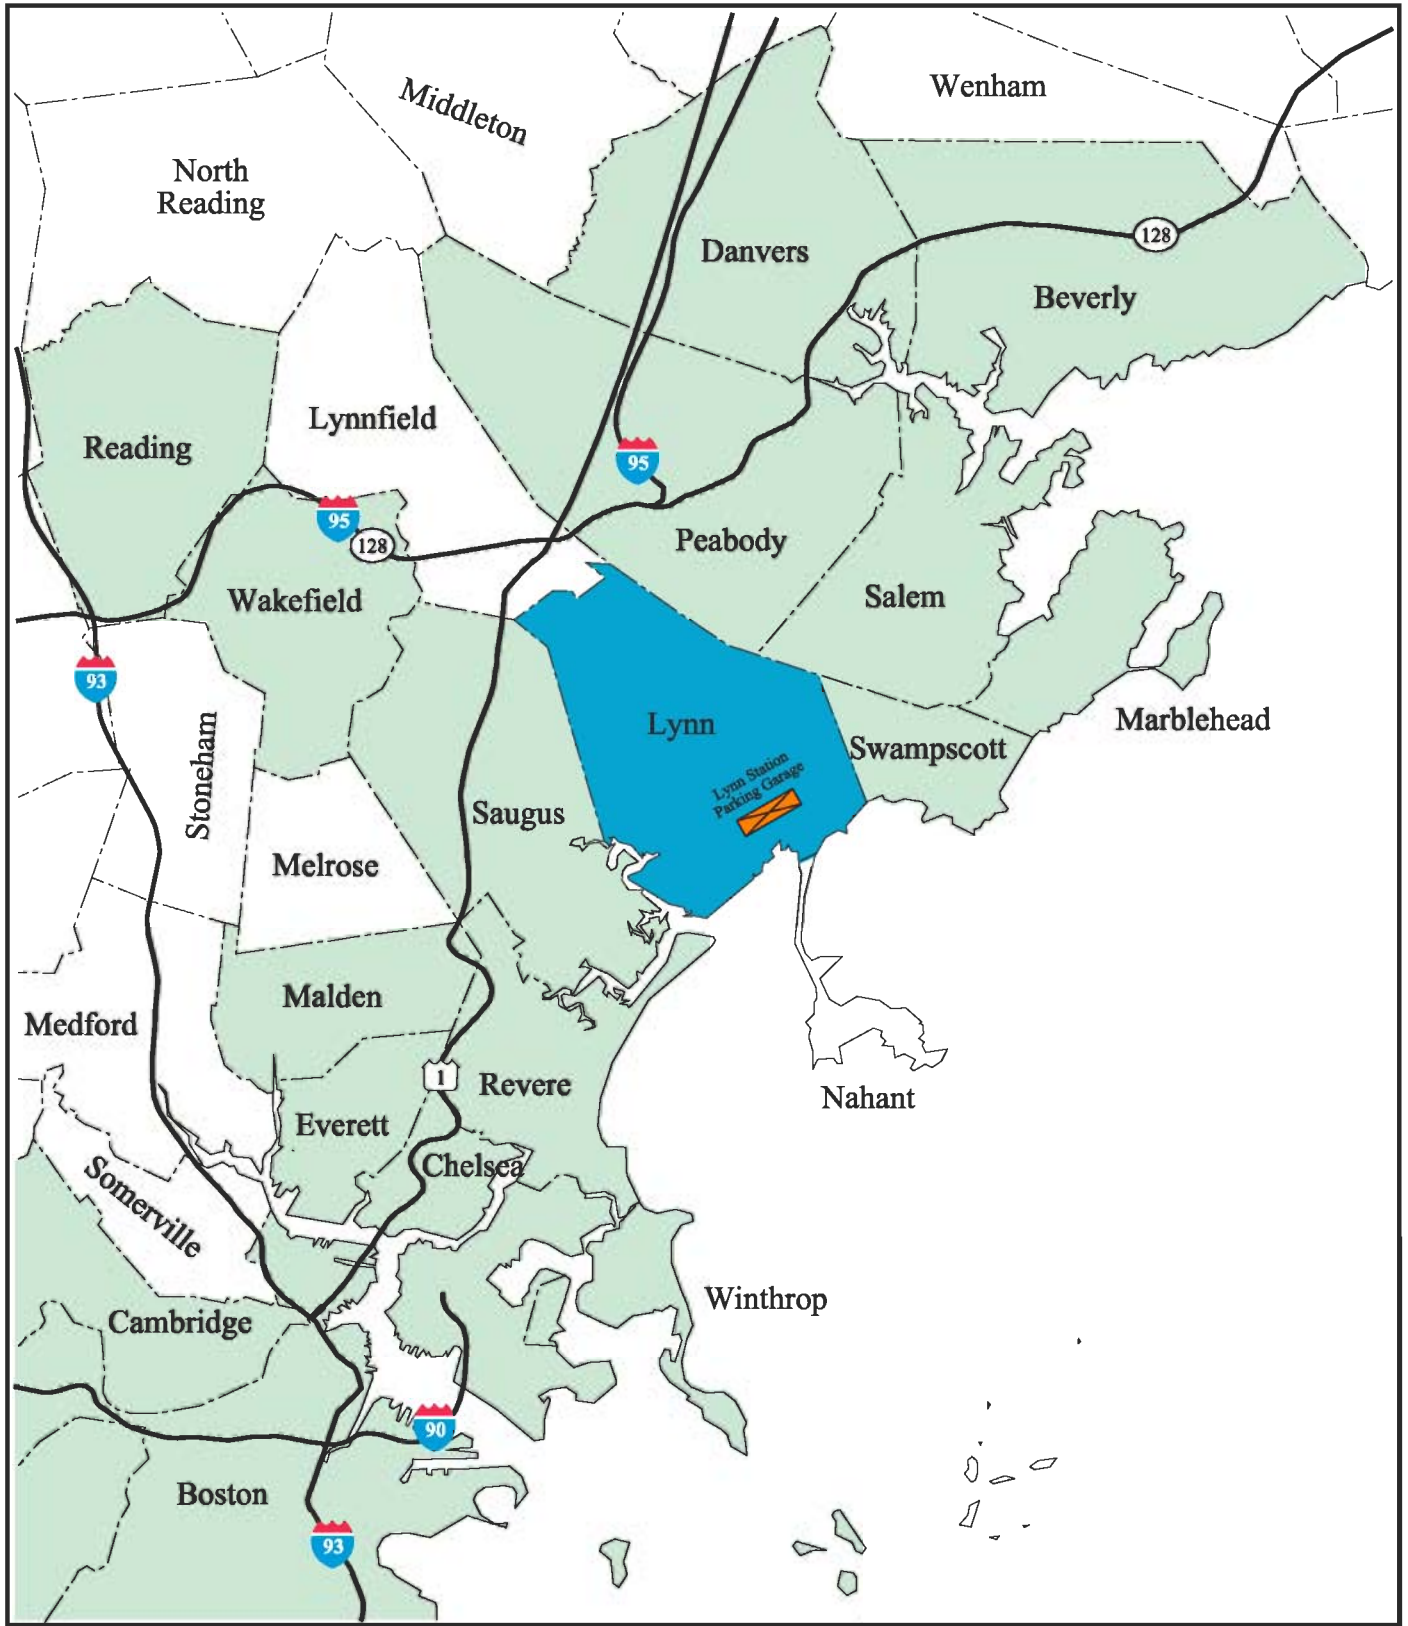 Wenham
Middleton
North
Reading
Danvers
128
Beverly
Lynnfield
Reading
95
95
128
Peabody
Wakefield
Salem
93
Lynn
Marblehead
Swampscott
Stoneham
Lynn Station
Parking Garage
Saugus
Melrose
Malden
Medford
1
Revere
Nahant
Everett
Chelsea
Somerville
Winthrop
Cambridge
90
Boston
93